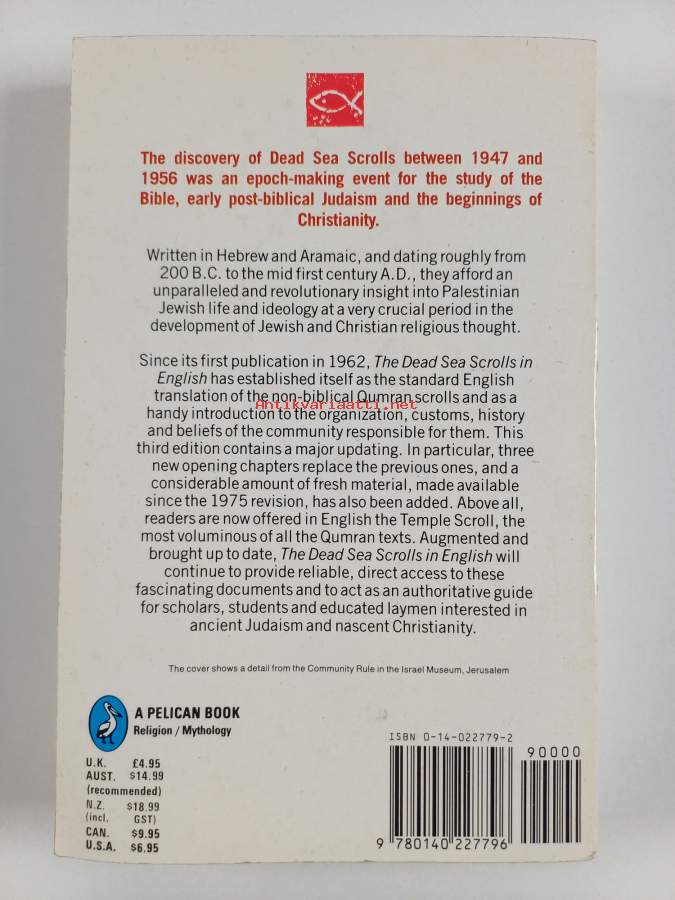 The discovery of Dead Sea Scrolls between 1947 and
1956 was an epoch-making event for the study of the
Bible, early post-biblical Judaism and the beginnings of
Christianity.
Written in Hebrew and Aramaic, and dating roughly from
200 B.C. to the mid first century A.D., they afford an
unparalleled and revolutionary insight into Palestinian
Jewish life and ideology at a very crucial period in the
development of Jewish and Christian religious thought.
Since its first publication in 1962, The Dead Sea Scrolls in
English has established itself as the standard English
translation of the non-biblical Qumran scrolls and as a
Antikvariaatti.net
handy introduction to the organization, customs, history
and beliefs of the community responsible for them. This
third edition contains a major updating. In particular, three
new opening chapters replace the previous ones, and a
considerable amount of fresh material, made available
since the 1975 revision, has also been added. Above all,
readers are now offered in English the Temple Scroll, the
most voluminous of all the Qumran texts. Augmented and
brought up to date, The Dead Sea Scrolls in English will
continue to provide reliable, direct access to these
fascinating documents and to act as an authoritative guide
for scholars, students and educated laymen interested in
ancient Judaism and nascent Christianity.
The cover shows a detail from the Community Rule in the Israel Museum, Jerusalem
A PELICAN BOOK
Religion / Mythology
U.K. £4.95
AUST. $14.99
(recommended)
N.Z. $18.99
(incl. GST)
CAN. $9.95
U.S.A. $6.95
ISBN 0-14-022779-2
90000
9 780140 227796